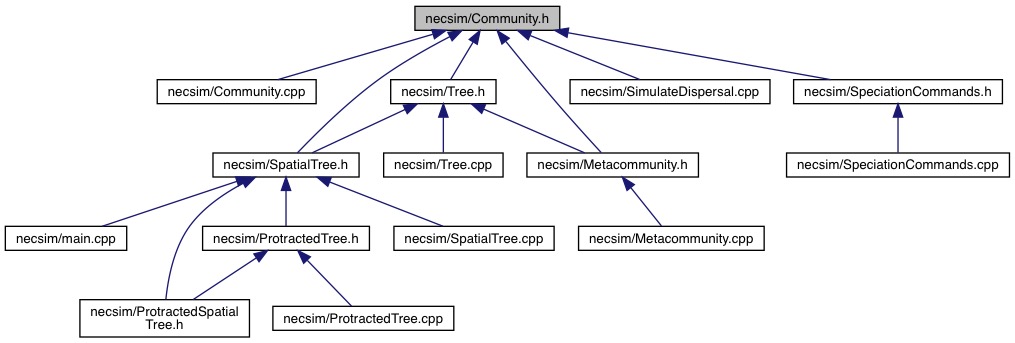 necsim/Community.h
necsim/Community.cpp
necsim/Tree.h
necsim/SimulateDispersal.cpp
necsim/SpeciationCommands.h
necsim/SpatialTree.h
necsim/Tree.cpp
necsim/Metacommunity.h
necsim/SpeciationCommands.cpp
necsim/main.cpp
necsim/ProtractedTree.h
necsim/SpatialTree.cpp
necsim/Metacommunity.cpp
necsim/ProtractedSpatial
Tree.h
necsim/ProtractedTree.cpp